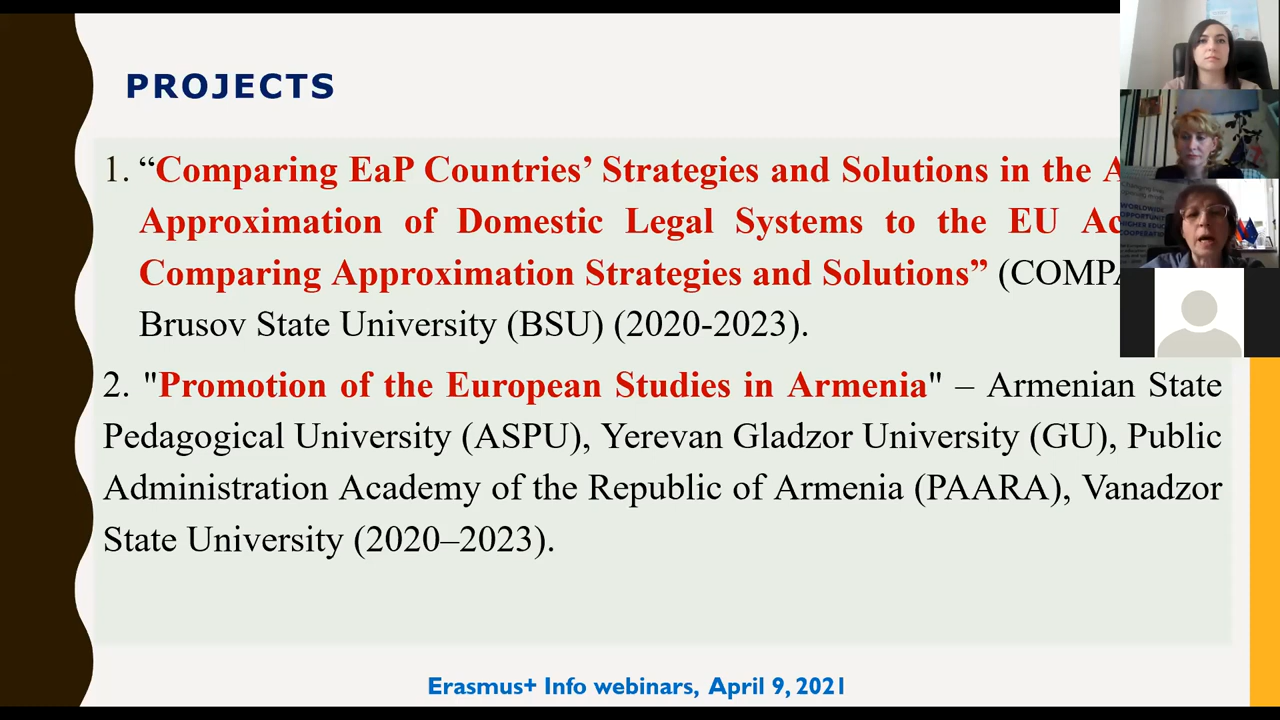 PROJECTS
1. “Comparing EaP Countries’ Strategies and Solutions in the
Approximation of Domestic Legal Systems to the EU
Comparing Approximation Strategies and Solutions”
Brusov State University (BSU) (2020-2023).
2. "Promotion of the European Studies in Armenia" – Armenian State
Pedagogical University (ASPU), Yerevan Gladzor University (GU), Public
Administration Academy of the Republic of Armenia (PAARA), Vanadzor
State University (2020–2023).
Erasmus+ Info webinars, April 9, 2021
WORLDWIDE